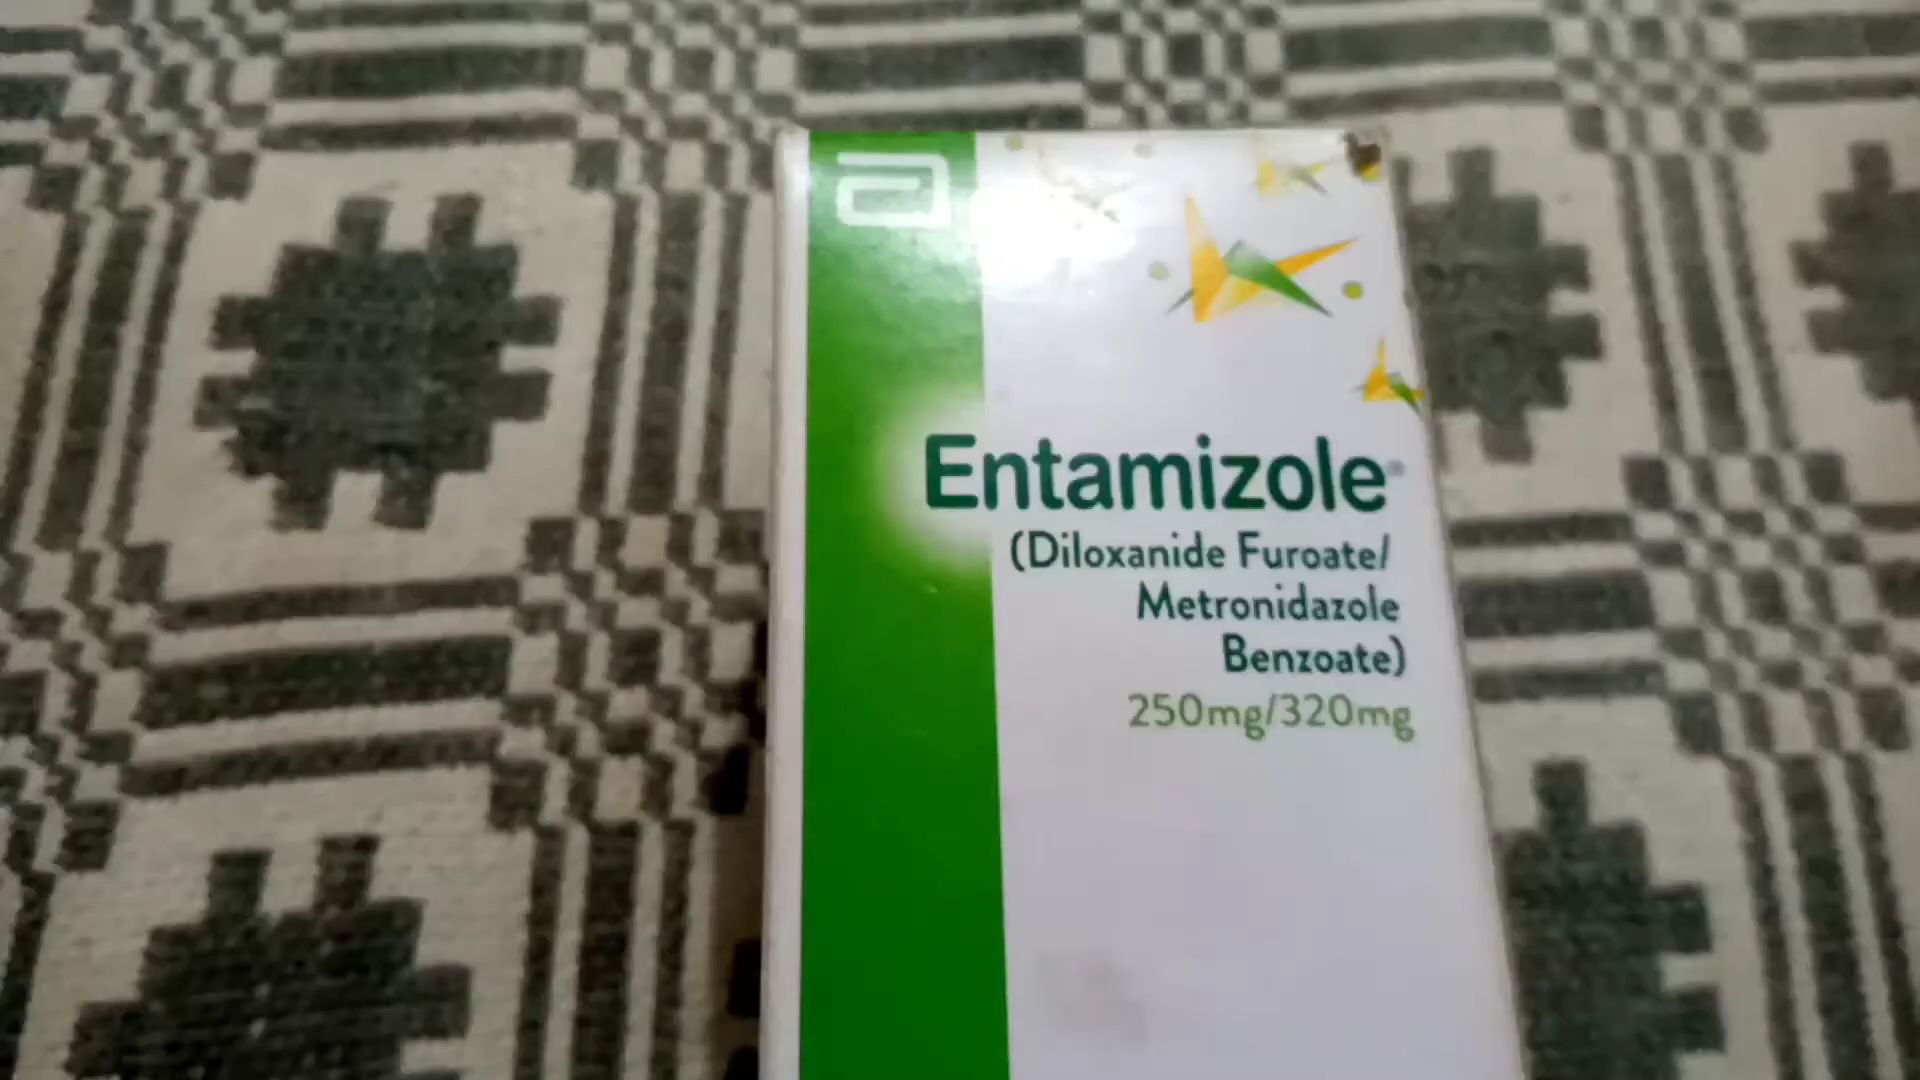 Entamizole
(Diloxanide Furoate/
Metronidazole
Benzoate)
250mg/320mg